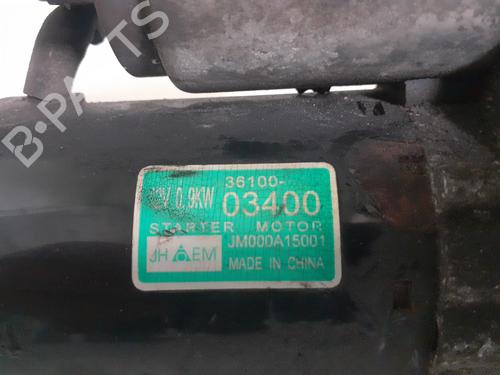 B-PARTS
12V 0.9KW 36100-
03400
STARTER MOTOR
JM000A15001
JH EM
MADE IN CHINA